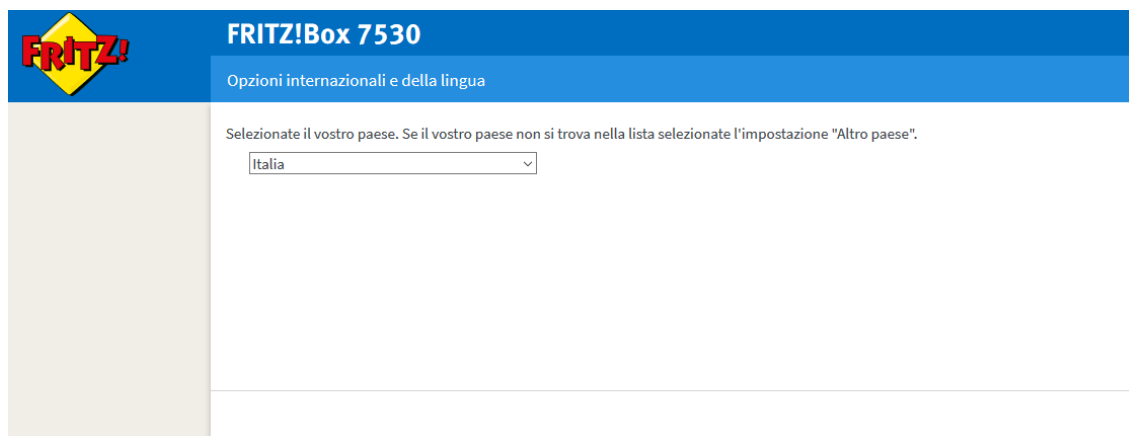 FRITZ!
FRITZ!Box 7530
Opzioni internazionali e della lingua
Selezionate il vostro paese. Se il vostro paese non si trova nella lista selezionate l'impostazione "Altro paese".
Italia